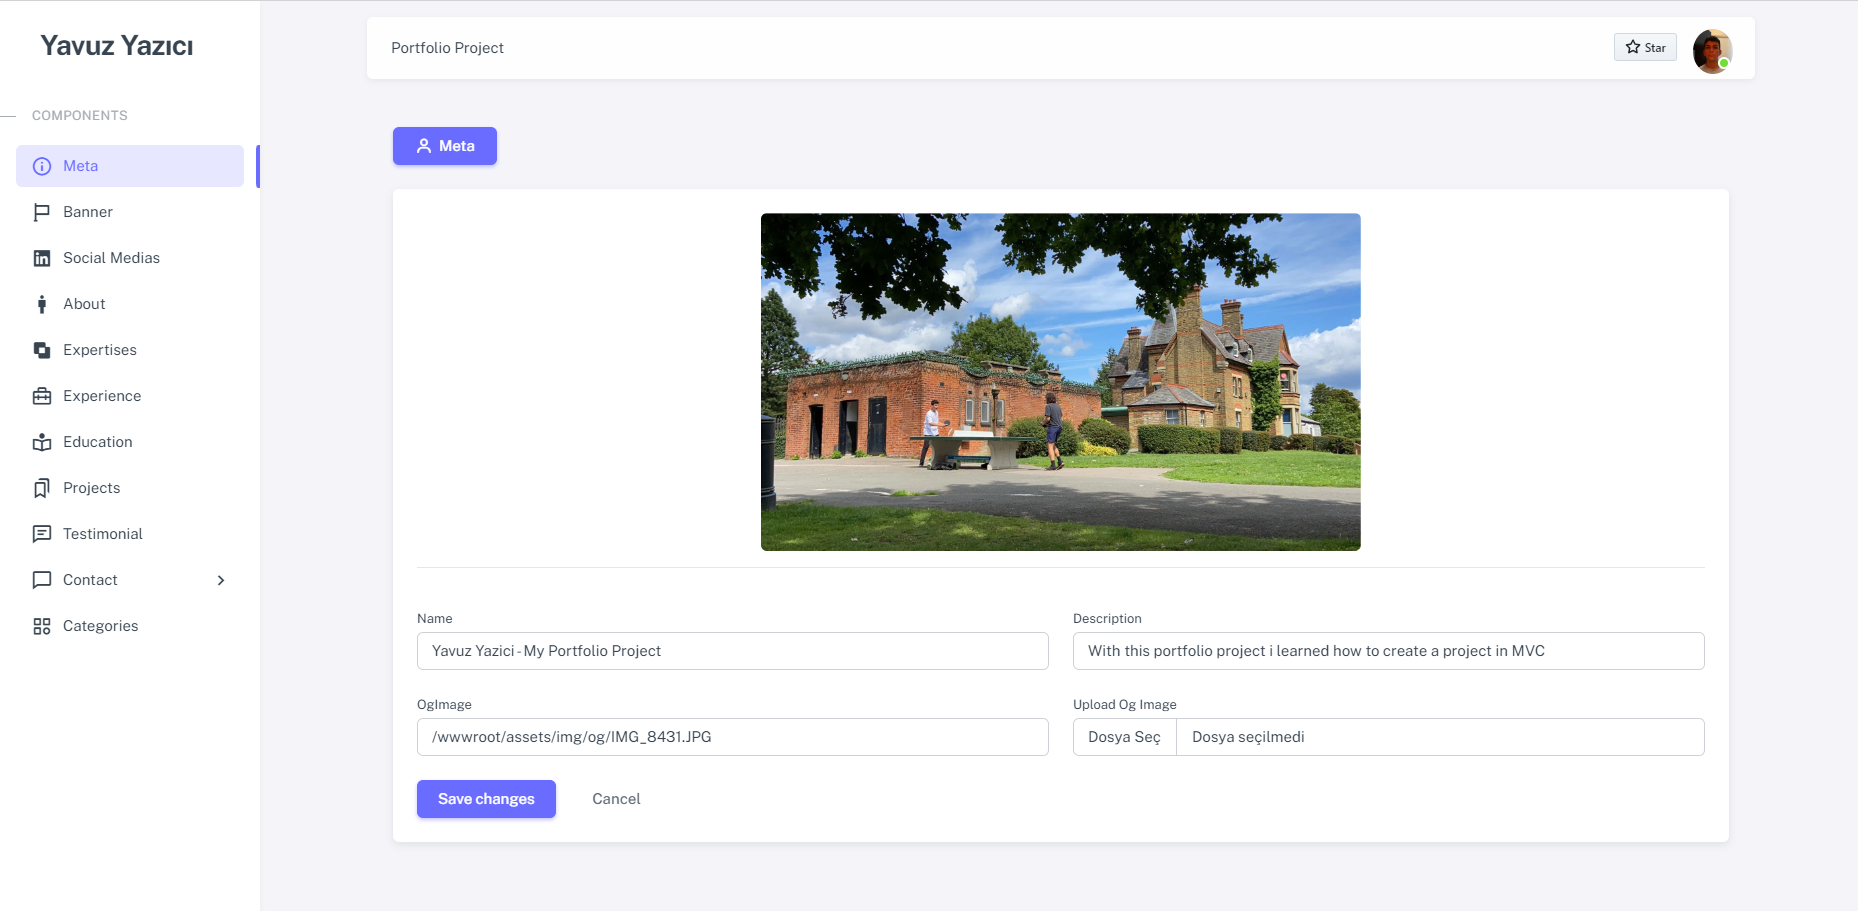 Yavuz Yazıcı
COMPONENTS
Meta
Banner
Social Medias
About
Expertises
Experience
Education
Projects
Testimonial
Contact
Categories
Portfolio Project
Star
Meta
Name
Yavuz Yazici - My Portfolio Project
Description
With this portfolio project i learned how to create a project in MVC
OgImage
/wwwroot/assets/img/og/IMG_8431.JPG
Upload Og Image
Dosya Seç Dosya seçilmedi
Save changes Cancel